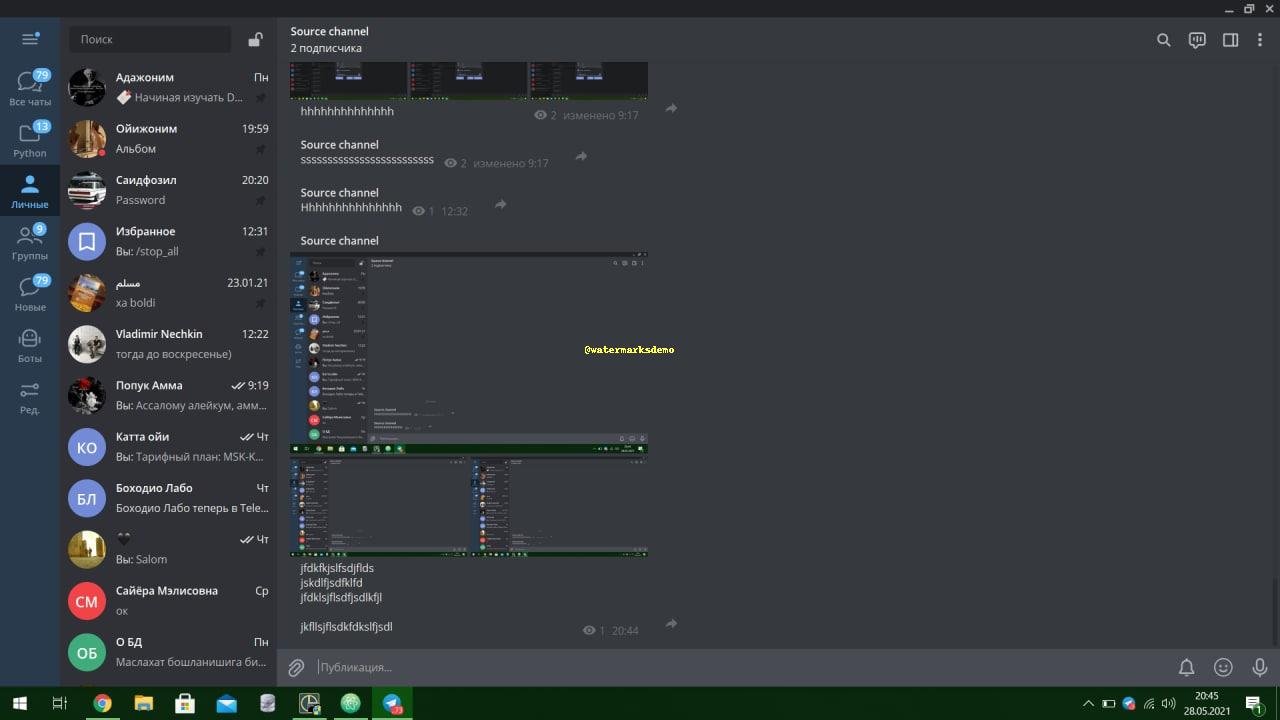 Поиск
Source channel
2 подписчика
79
Все чаты
13
Python
Личные
9
Группы
79
Новые
Боты
Ред.
Адажоним Пн
Начиная изучать D...
Ойижоним 19:59
Альбом
Саидфозил 20:20
Password
Избранное 12:31
Вы: /stop_all
مسلم 23.01.21
xa boldi
Vladimir Nechkin 12:22
тогда до воскресенье)
Попук Амма 9:19
Вы: Ассалому алейкум, амм...
КО
Катта ойи Чт
Вы: Тарифный план: MSK-K...
БЛ
Боходио Лабо Чт
Боходио Лабо теперь в Tele...
Чт
Вы: Salom
СМ
Сайёра Мэлисовна Ср
ок
ОБ
О БД Пн
Маслахат бошланишига би...
hhhhhhhhhhhhhh 2 изменено 9:17
Source channel
sssssssssssssssssssssssss 2 изменено 9:17
Source channel
Hhhhhhhhhhhhhh 1 12:32
Source channel
@watermarksdemo
jfdkfkjslfsdjflds
jskdlfjsdfklfd
jfdklsjflsdfjsdlkfjl
jkfllsjflsdkfdkslfjsdl 1 20:44
Публикация...
73
20:45
28.05.2021
1